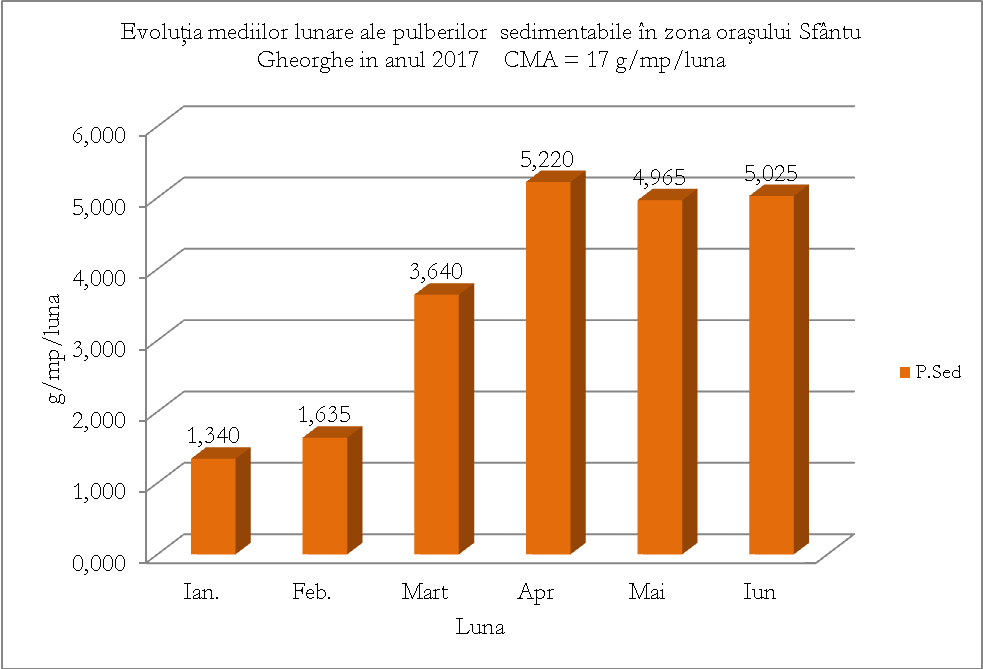 Evoluția mediilor lunare ale pulberilor sedimentabile în zona orașului Sfântu
Gheorghe in anul 2017 CMA = 17 g/mp/luna
6,000
5,000
4,000
3,000
2,000
1,000
0,000
g/mp/luna
1,340
1,635
3,640
5,220
4,965
5,025
Ian.
Feb.
Mart
Apr
Mai
Iun
Luna
P.Sed